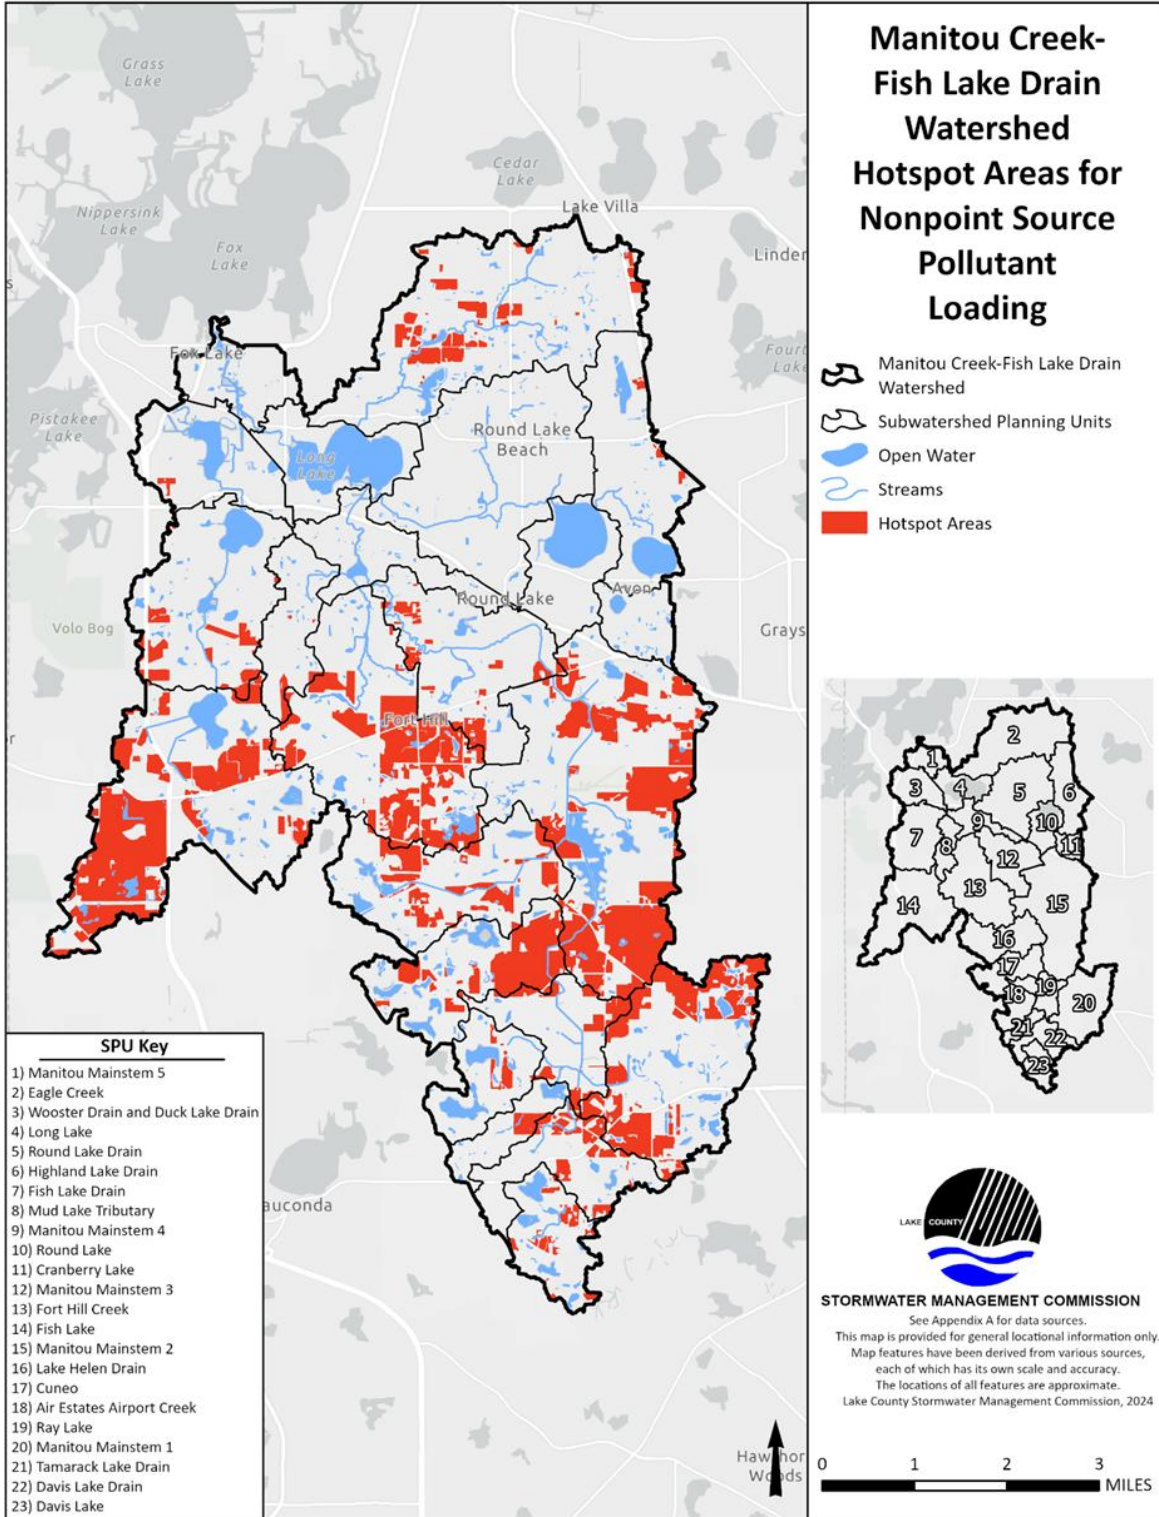 Manitou Creek-
Fish Lake Drain
Watershed
Hotspot Areas for
Nonpoint Source
Pollutant
Loading
Manitou Creek-Fish Lake Drain
Watershed
Subwatershed Planning Units
Open Water
Streams
Hotspot Areas
Grass
Lake
Cedar
Lake
Lake Villa
Nippersink
Lake
Fox
Lake
Linden
s
Fox Lake
Fourt
Lake
Pistakee
Lake
Round Lake
Beach
Long
Lake
Round Lake
Avon
Volo Bog
Grays
Fort Hill
or
auconda
Hawthor
Woods
1
2
3
4
5
6
7
8
9
10
11
12
13
14
15
16
17
18
19
20
21
22
23
SPU Key
1) Manitou Mainstem 5
2) Eagle Creek
3) Wooster Drain and Duck Lake Drain
4) Long Lake
5) Round Lake Drain
6) Highland Lake Drain
7) Fish Lake Drain
8) Mud Lake Tributary
9) Manitou Mainstem 4
10) Round Lake
11) Cranberry Lake
12) Manitou Mainstem 3
13) Fort Hill Creek
14) Fish Lake
15) Manitou Mainstem 2
16) Lake Helen Drain
17) Cuneo
18) Air Estates Airport Creek
19) Ray Lake
20) Manitou Mainstem 1
21) Tamarack Lake Drain
22) Davis Lake Drain
23) Davis Lake
LAKE COUNTY
STORMWATER MANAGEMENT COMMISSION
See Appendix A for data sources.
This map is provided for general locational information only.
Map features have been derived from various sources,
each of which has its own scale and accuracy.
The locations of all features are approximate.
Lake County Stormwater Management Commission, 2024
0 1 2 3
MILES